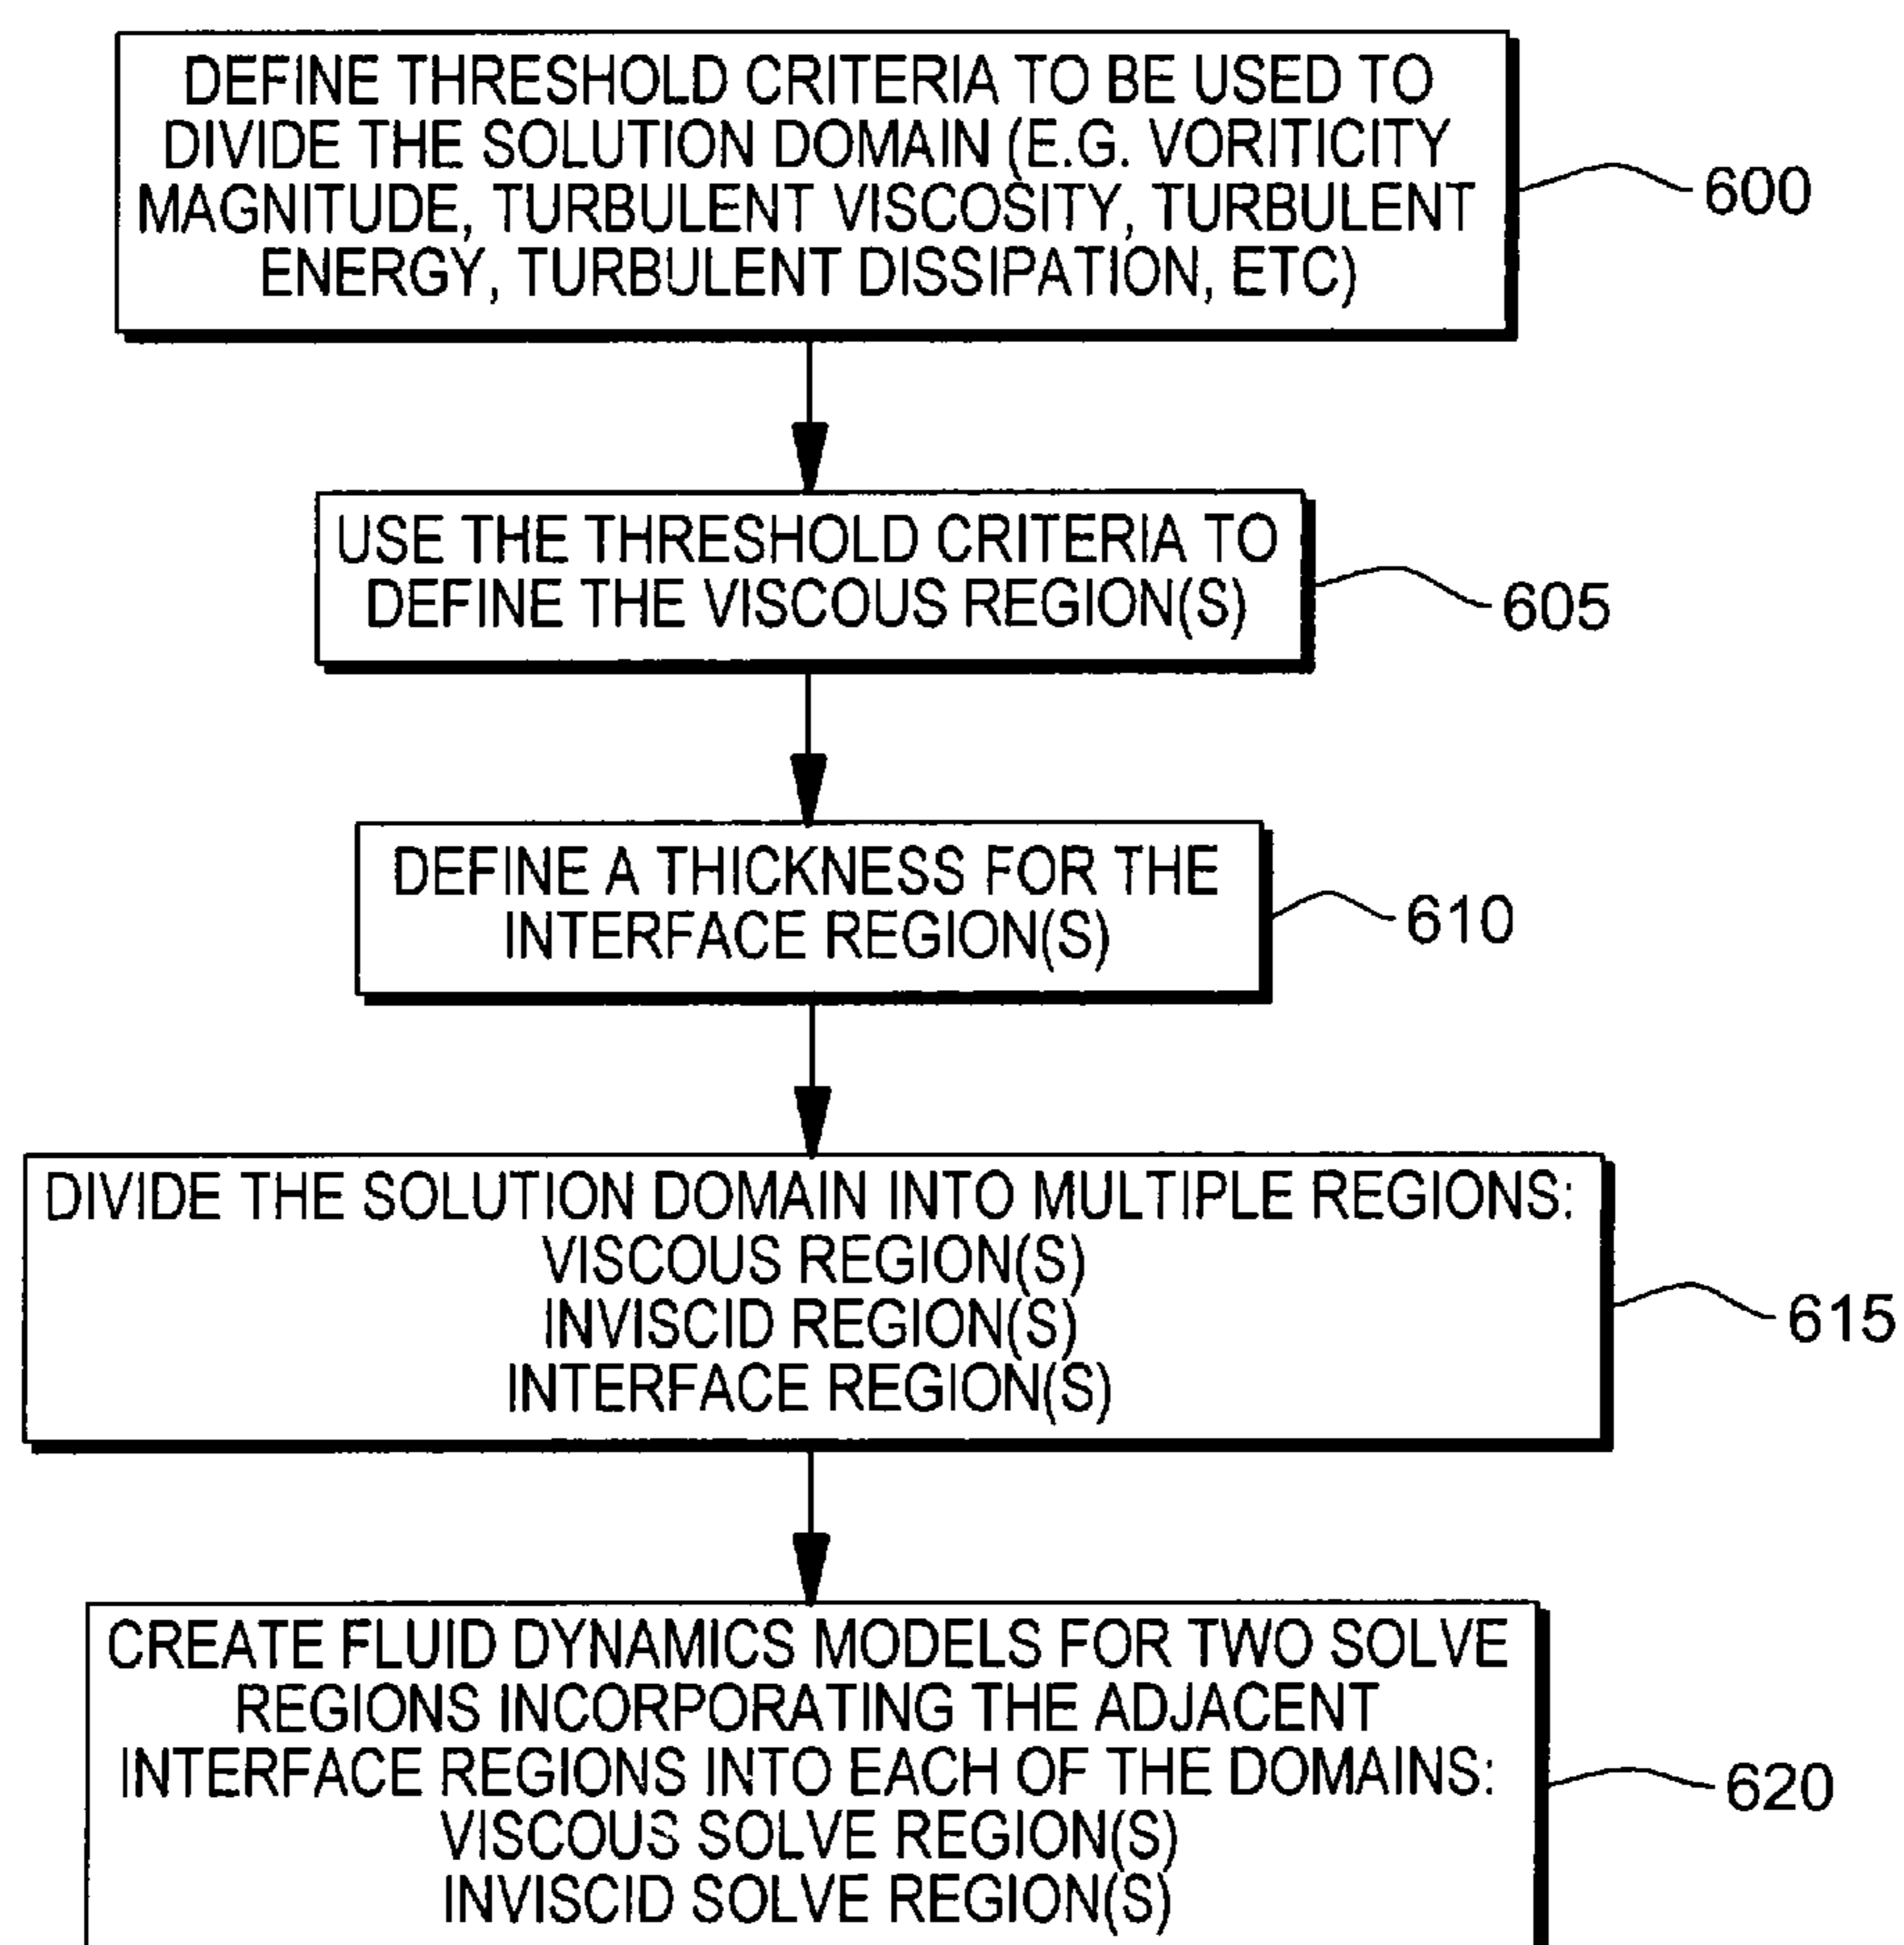 DEFINE THRESHOLD CRITERIA TO BE USED TO
DIVIDE THE SOLUTION DOMAIN (E.G. VORITICITY
MAGNITUDE, TURBULENT VISCOSITY, TURBULENT
ENERGY, TURBULENT DISSIPATION, ETC)
600
USE THE THRESHOLD CRITERIA TO
DEFINE THE VISCOUS REGION(S)
605
DEFINE A THICKNESS FOR THE
INTERFACE REGION(S)
610
DIVIDE THE SOLUTION DOMAIN INTO MULTIPLE REGIONS:
VISCOUS REGION(S)
INVISCID REGION(S)
INTERFACE REGION(S)
615
CREATE FLUID DYNAMICS MODELS FOR TWO SOLVE
REGIONS INCORPORATING THE ADJACENT
INTERFACE REGIONS INTO EACH OF THE DOMAINS:
VISCOUS SOLVE REGION(S)
INVISCID SOLVE REGION(S)
620